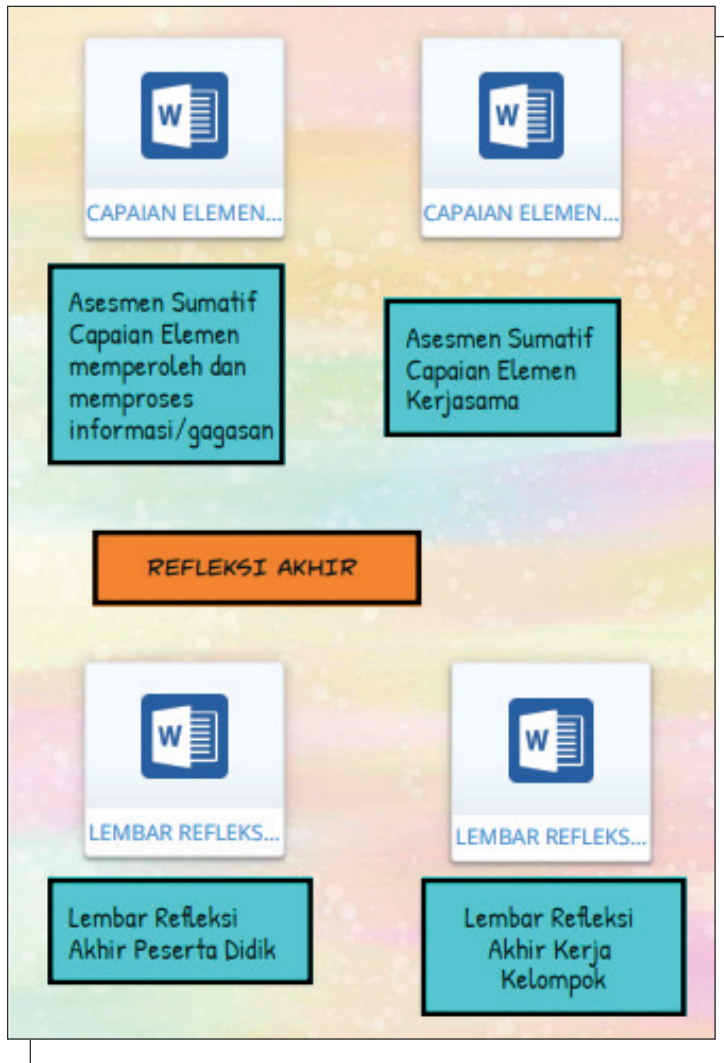 W
W
CAPAIAN ELEMEN...
CAPAIAN ELEMEN...
Asesmen Sumatif
Capaian Elemen
memperoleh dan
memproses
informasi/gagasan
Asesmen Sumatif
Capaian Elemen
Kerjasama
REFLEKSI AKHIR
W
W
LEMBAR REFLEKS...
LEMBAR REFLEKS...
Lembar Refleksi
Akhir Peserta Didik
Lembar Refleksi
Akhir Kerja
Kelompok